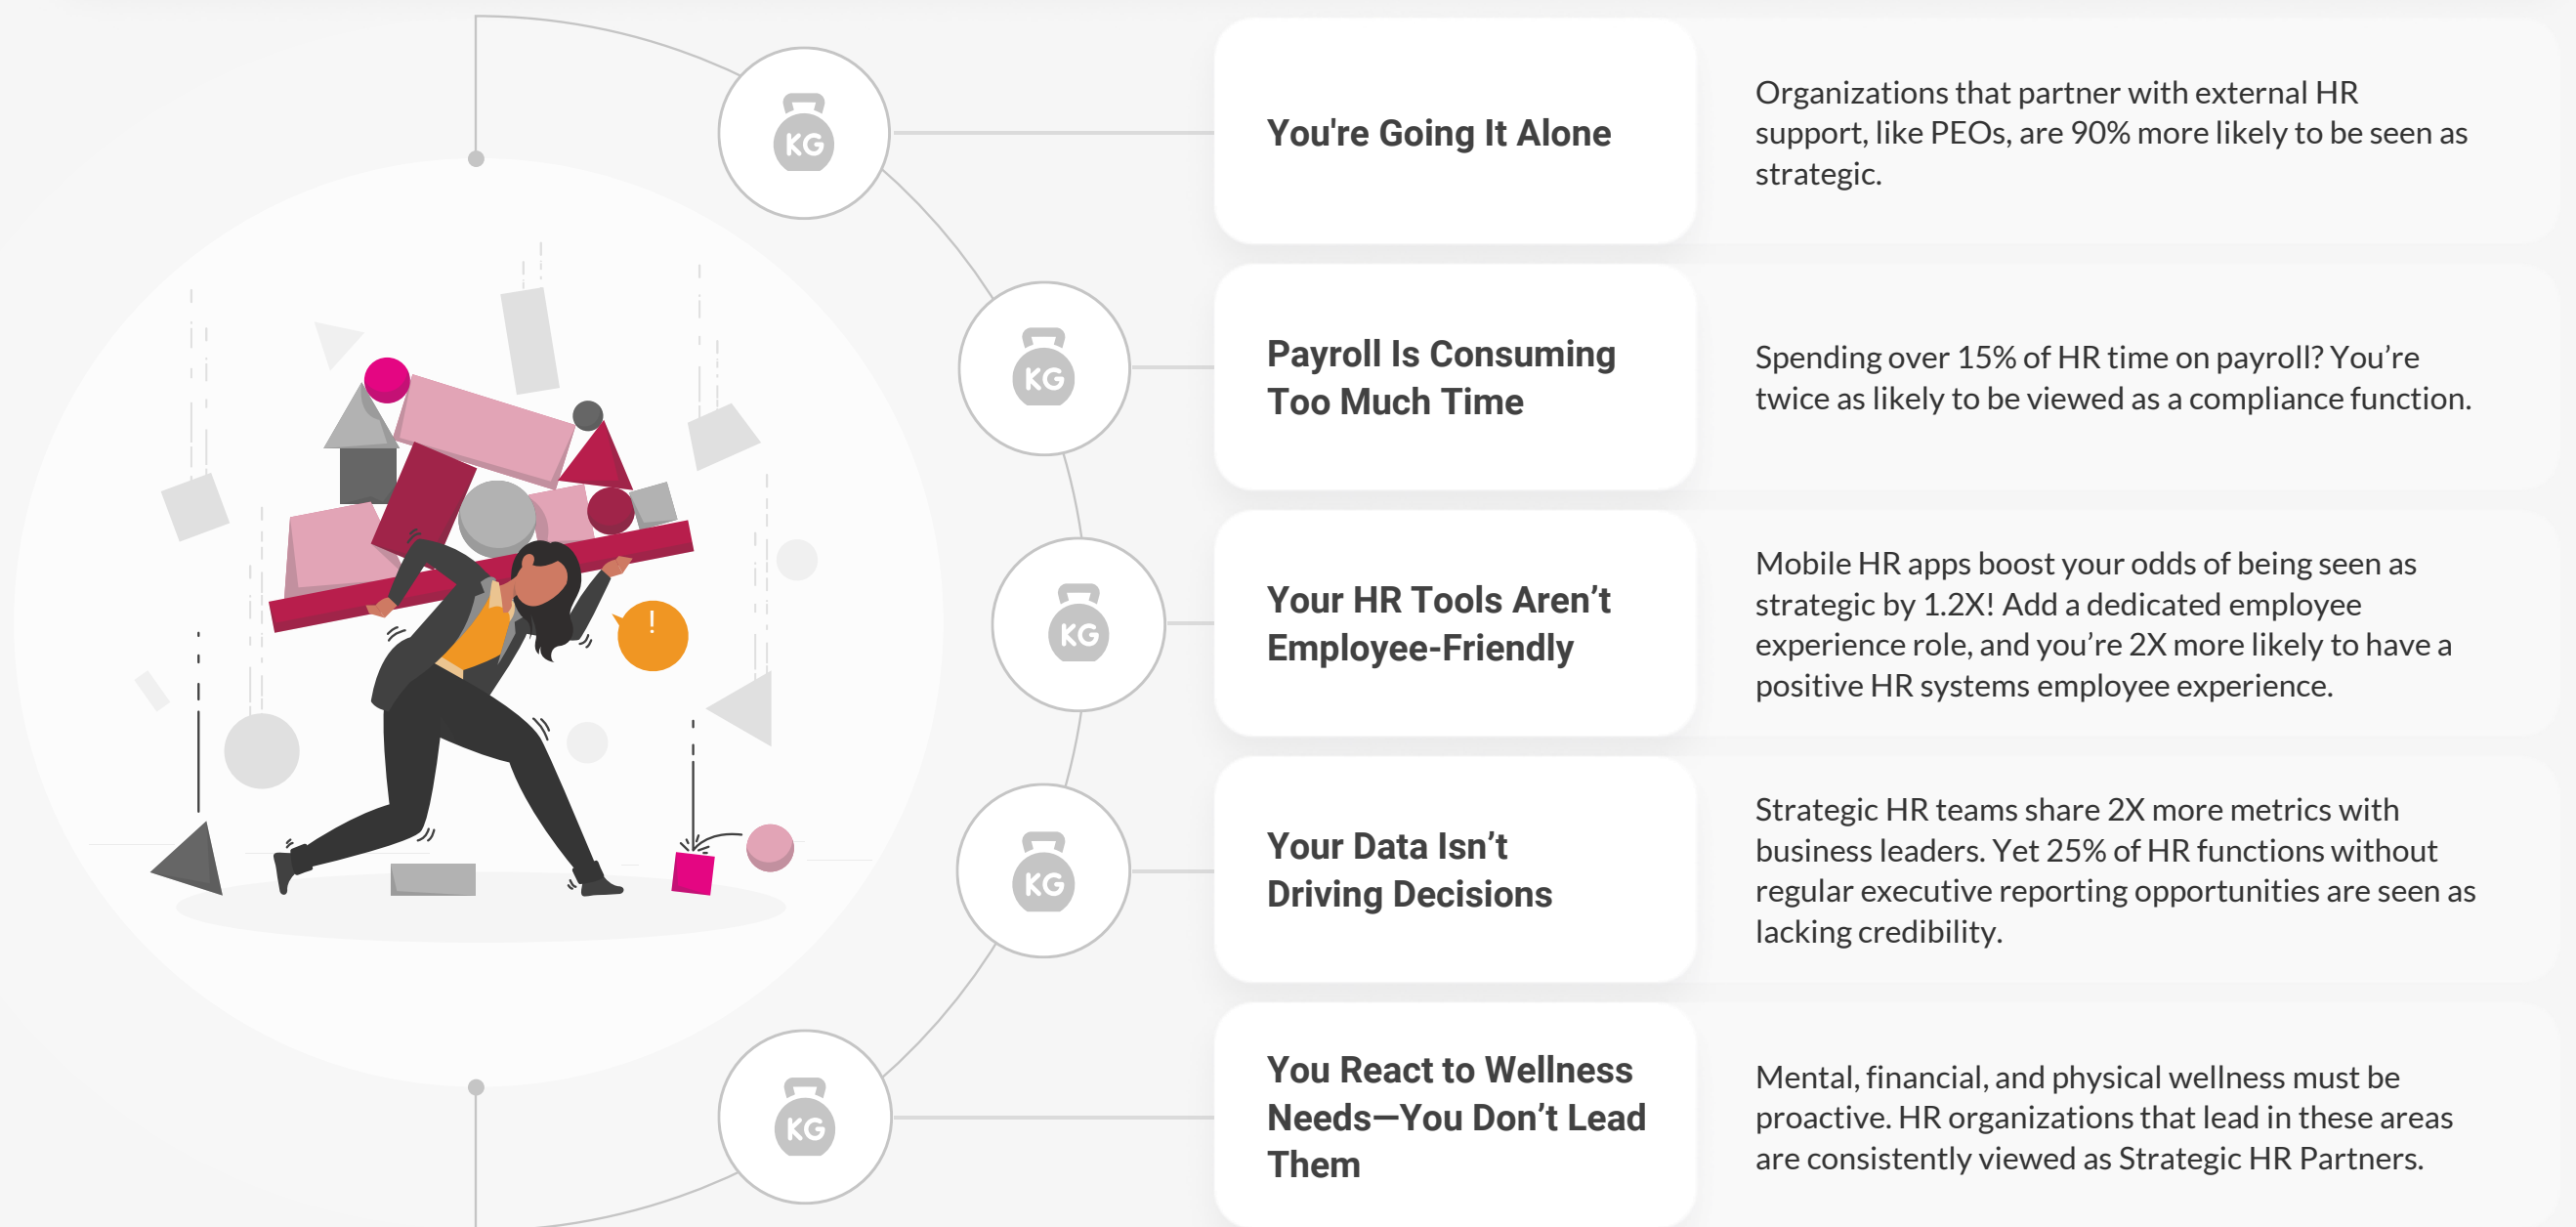 KG
You're Going It Alone
Organizations that partner with external HR
support, like PEOs, are 90% more likely to be seen as
strategic.
KG
Payroll Is Consuming
Too Much Time
Spending over 15% of HR time on payroll? You’re
twice as likely to be viewed as a compliance function.
!
KG
Your HR Tools Aren’t
Employee-Friendly
Mobile HR apps boost your odds of being seen as
strategic by 1.2X! Add a dedicated employee
experience role, and you’re 2X more likely to have a
positive HR systems employee experience.
KG
Your Data Isn’t
Driving Decisions
Strategic HR teams share 2X more metrics with
business leaders. Yet 25% of HR functions without
regular executive reporting opportunities are seen as
lacking credibility.
KG
You React to Wellness
Needs—You Don’t Lead
Them
Mental, financial, and physical wellness must be
proactive. HR organizations that lead in these areas
are consistently viewed as Strategic HR Partners.